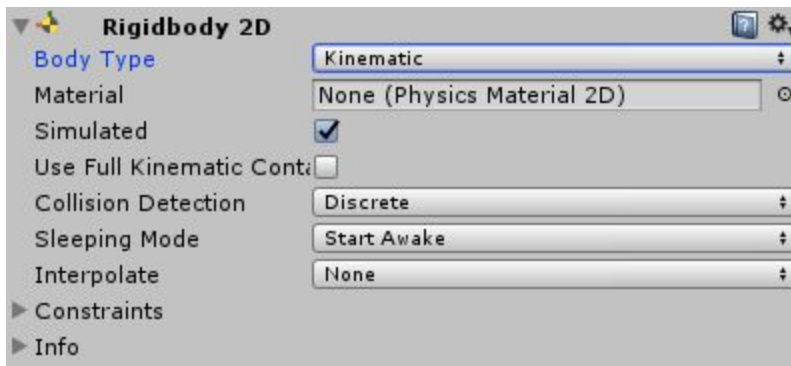 Rigidbody 2D
Body Type Kinematic
Material None (Physics Material 2D)
Simulated
Use Full Kinematic Conta
Collision Detection Discrete
Sleeping Mode Start Awake
Interpolate None
Constraints
Info